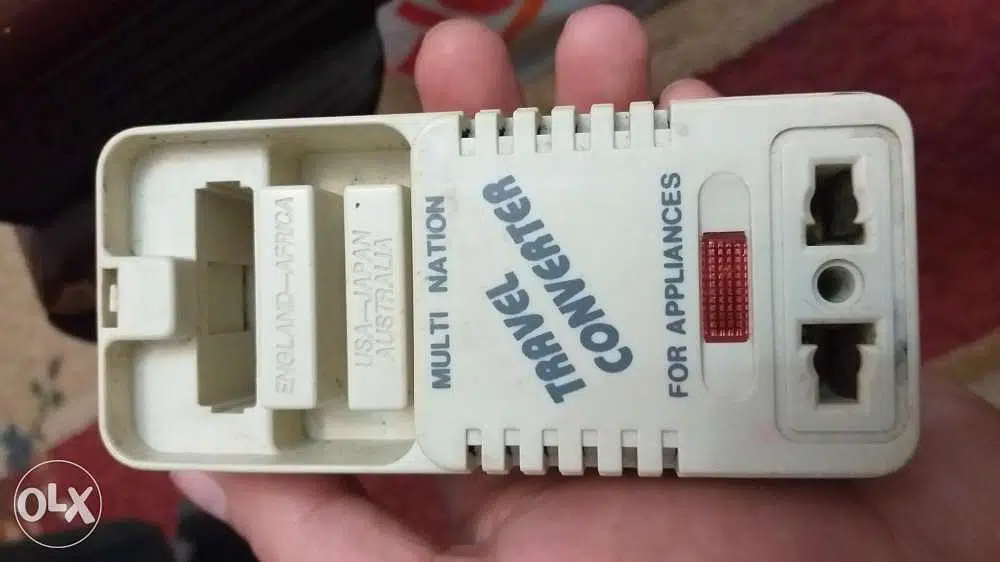 ENGLAND–AFRICA
USA–JAPAN
AUSTRALIA
MULTI NATION
TRAVEL
CONVERTER
FOR APPLIANCES
OLX